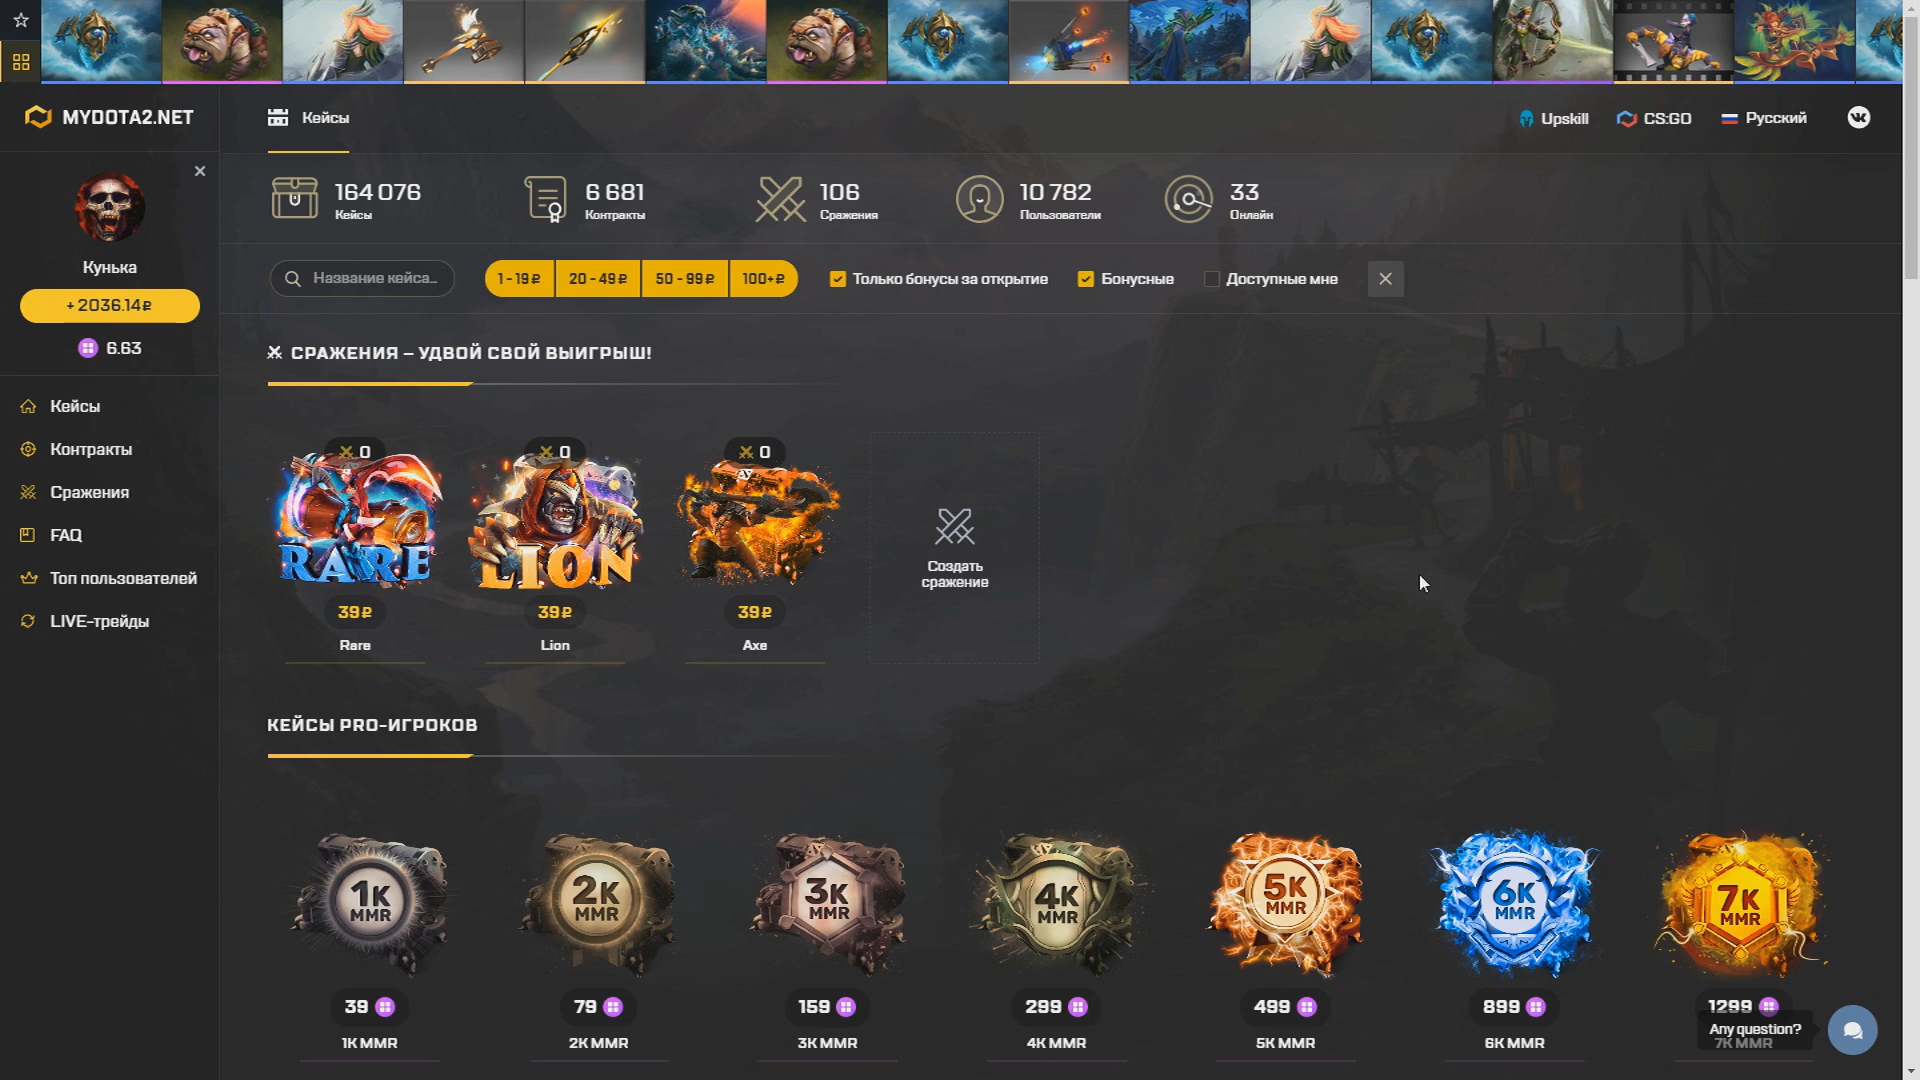 MYDOTA2.NET
Кейсы
Upskill
CS:GO
Русский
Кунька
+ 2036.14₽
6.63
Кейсы
Контракты
Сражения
FAQ
Топ пользователей
LIVE-трейды
164 076
Кейсы
6 681
Контракты
106
Сражения
10 782
Пользователи
33
Онлайн
Название кейса...
1 - 19 ₽
20 - 49 ₽
50 - 99 ₽
100+ ₽
Только бонусы за открытие
Бонусные
Доступные мне
СРАЖЕНИЯ – УДВОЙ СВОЙ ВЫИГРЫШ!
0
0
0
RARE
LION
39₽
39₽
39₽
Rare
Lion
Axe
Создать
сражение
КЕЙСЫ PRO-ИГРОКОВ
1K
MMR
2K
MMR
3K
MMR
4K
MMR
5K
MMR
6K
MMR
7K
MMR
39
79
159
299
499
899
1299
1K MMR
2K MMR
3K MMR
4K MMR
5K MMR
6K MMR
7K MMR
Any question?